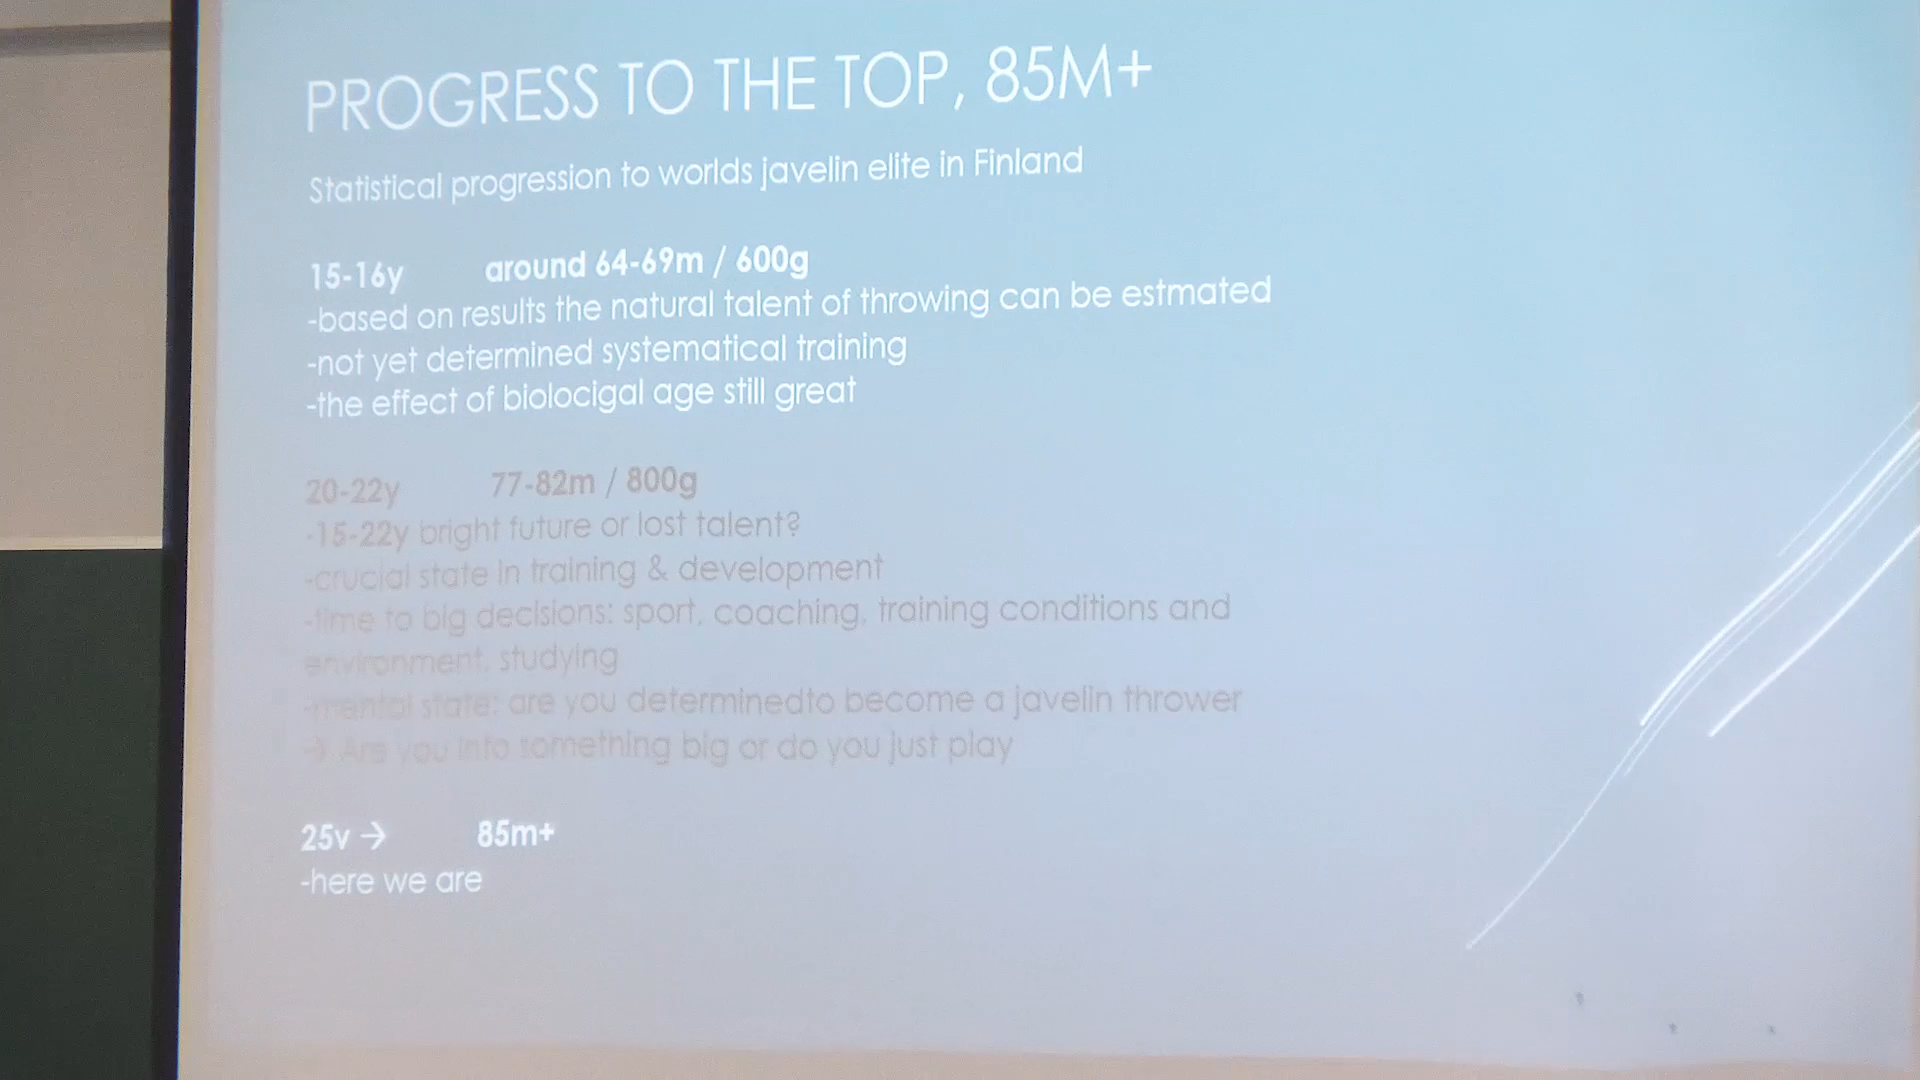 PROGRESS TO THE TOP, 85M+
Statistical progression to worlds javelin elite in Finland
15-16y around 64-69m / 600g
-based on results the natural talent of throwing can be estmated
-not yet determined systematical training
-the effect of biolocigal age still great
20-22y 77-82m / 800g
-15-22y bright future or lost talent?
-crucial state in training & development
-time to big decisions: sport, coaching, training conditions and
environment, studying
-mental state: are you determinedto become a javelin thrower
→ Are you into something big or do you just play
25v → 85m+
-here we are